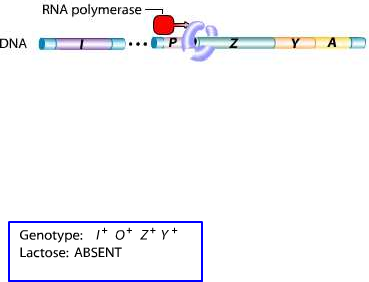 RNA polymerase
DNA I P Z Y A
Genotype: I+ O+ Z+ Y+
Lactose: ABSENT